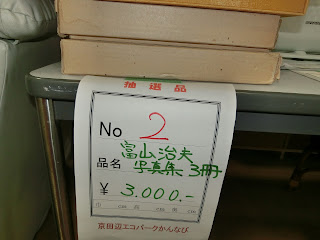 抽選品
No 2
富山治夫
品名 写真集 3冊
¥ 3.000.-
京田辺エコパークかんなび